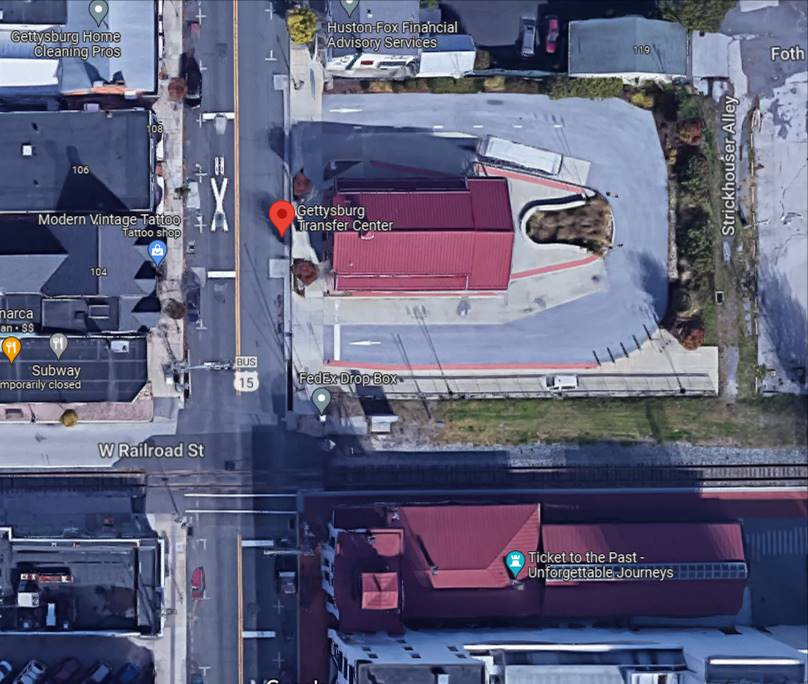 Gettysburg Home
Cleaning Pros
Huston-Fox Financial
Advisory Services
119
Foth
108
106
Strickhouser Alley
Gettysburg
Transfer Center
Modern Vintage Tattoo
Tattoo shop
104
narca
an • $$
Subway
mporarily closed
BUS
15
FedEx Drop Box
W Railroad St
Ticket to the Past -
Unforgettable Journeys